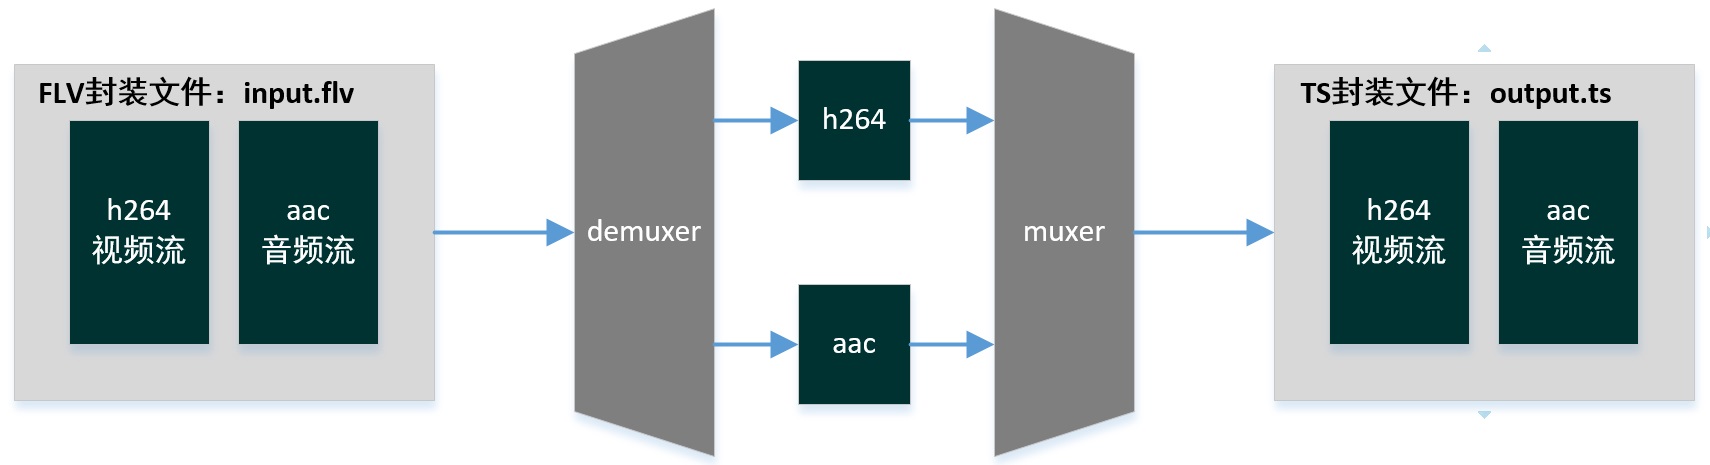 FLV封装文件：input.flv
h264
视频流
aac
音频流
demuxer
h264
aac
muxer
TS封装文件：output.ts
h264
视频流
aac
音频流